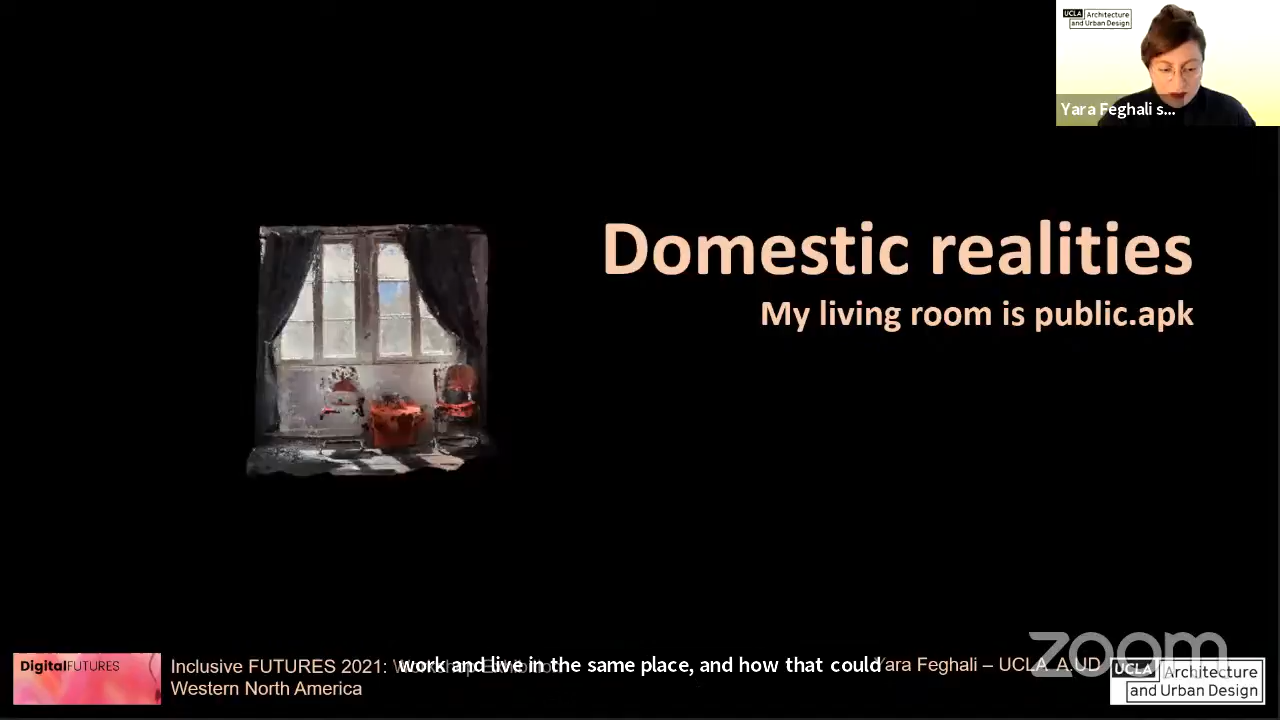 UCLA Architecture
and Urban Design
Yara Feghali s...
Domestic realities
My living room is public.apk
zoom
DigitalFUTURES
Inclusive FUTURES 2021:
Western North America
work and live in the same place, and how that could
Yara Feghali – UCLA A.UD
UCLA Architecture
and Urban Design